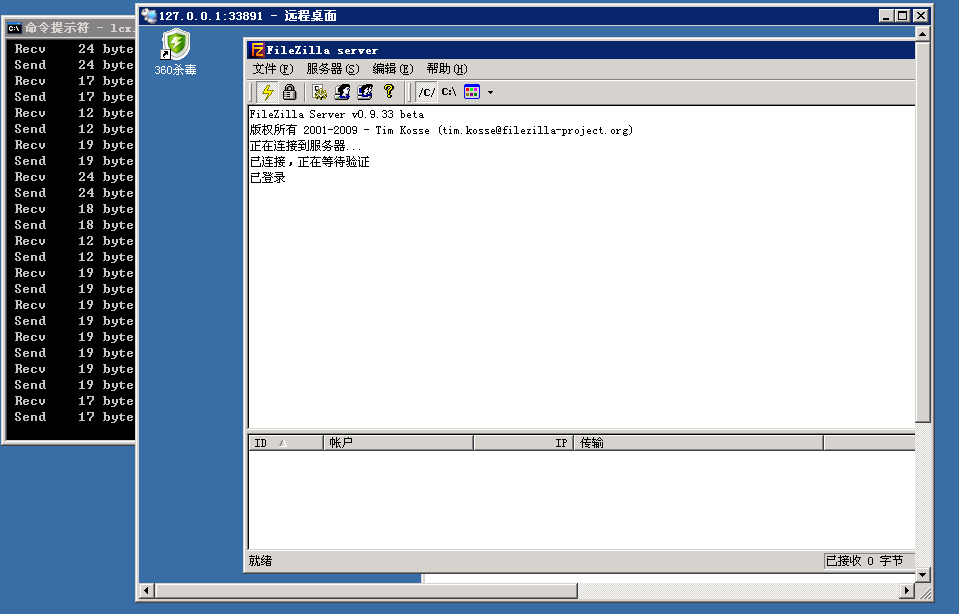 命令提示符 - lcx.
Recv 24 byte
Send 24 byte
Recv 17 byte
Send 17 byte
Recv 12 byte
Send 12 byte
Recv 19 byte
Send 19 byte
Recv 24 byte
Send 24 byte
Recv 18 byte
Send 18 byte
Recv 12 byte
Send 12 byte
Recv 19 byte
Send 19 byte
Recv 19 byte
Send 19 byte
Recv 19 byte
Send 19 byte
Recv 19 byte
Send 19 byte
Recv 17 byte
Send 17 byte
127.0.0.1:33891 - 远程桌面
360杀毒
FileZilla server
文件(F) 服务器(S) 编辑(E) 帮助(H)
/C/ C:\
FileZilla Server v0.9.33 beta
版权所有 2001-2009 - Tim Kosse (tim.kosse@filezilla-project.org)
正在连接到服务器...
已连接，正在等待验证
已登录
ID 帐户 IP 传输
就绪 已接收 0 字节